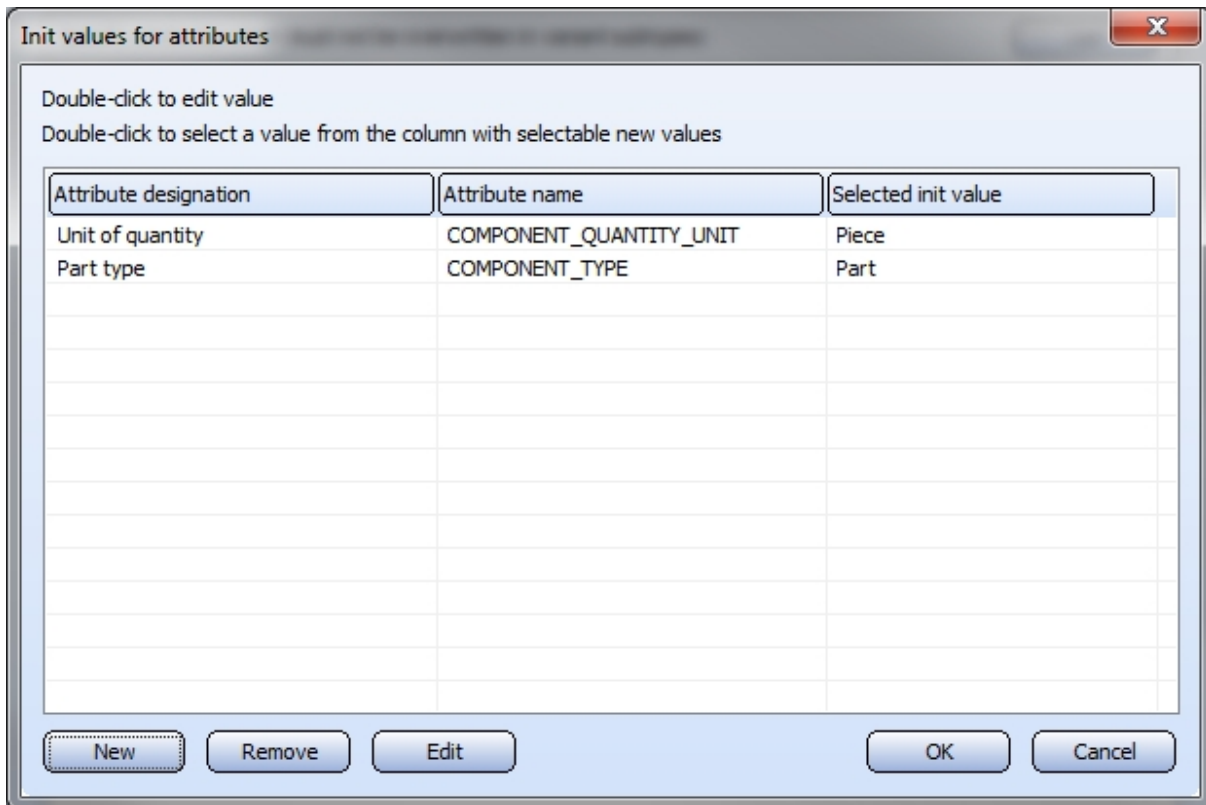 Init values for attributes
Double-click to edit value
Double-click to select a value from the column with selectable new values
Attribute designation Attribute name Selected init value
Unit of quantity COMPONENT_QUANTITY_UNIT Piece
Part type COMPONENT_TYPE Part
New Remove Edit OK Cancel